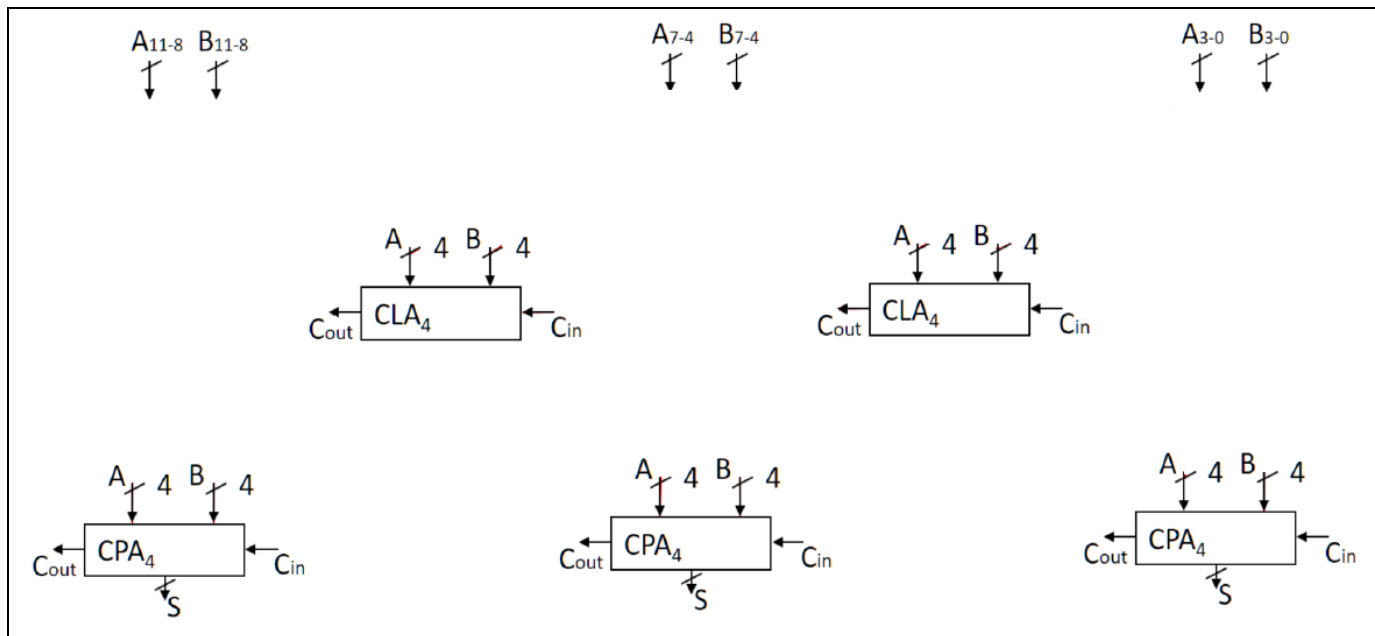 A11-8 B11-8 A7-4 B7-4 A3-0 B3-0
A 4 B 4 A 4 B 4
Cout CLA4 Cin Cout CLA4 Cin
A 4 B 4 A 4 B 4 A 4 B 4
Cout CPA4 Cin Cout CPA4 Cin Cout CPA4 Cin
S S S